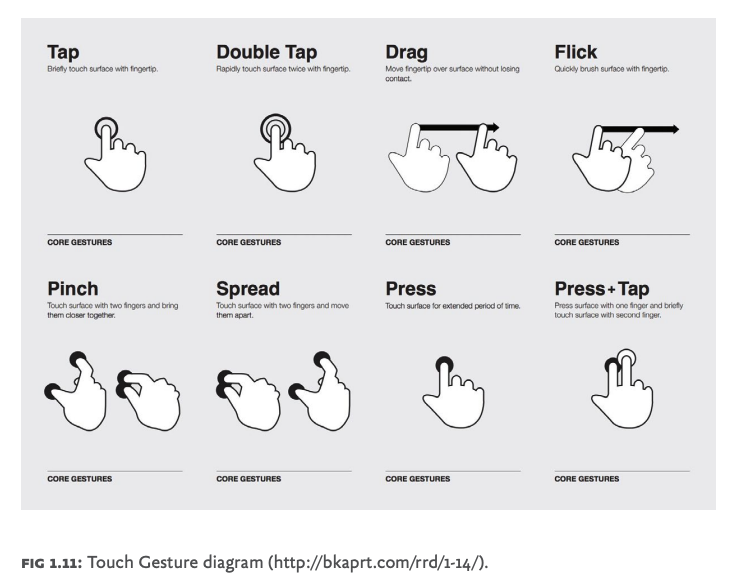 Tap
Briefly touch surface with fingertip.
Double Tap
Rapidly touch surface twice with fingertip.
Drag
Move fingertip over surface without losing
contact.
Flick
Quickly brush surface with fingertip.
CORE GESTURES
CORE GESTURES
CORE GESTURES
CORE GESTURES
Pinch
Touch surface with two fingers and bring
them closer together.
Spread
Touch surface with two fingers and move
them apart.
Press
Touch surface for extended period of time.
Press+Tap
Press surface with one finger and briefly
touch surface with second finger.
CORE GESTURES
CORE GESTURES
CORE GESTURES
CORE GESTURES
FIG 1.11: Touch Gesture diagram (http://bkaprt.com/rrd/1-14/).